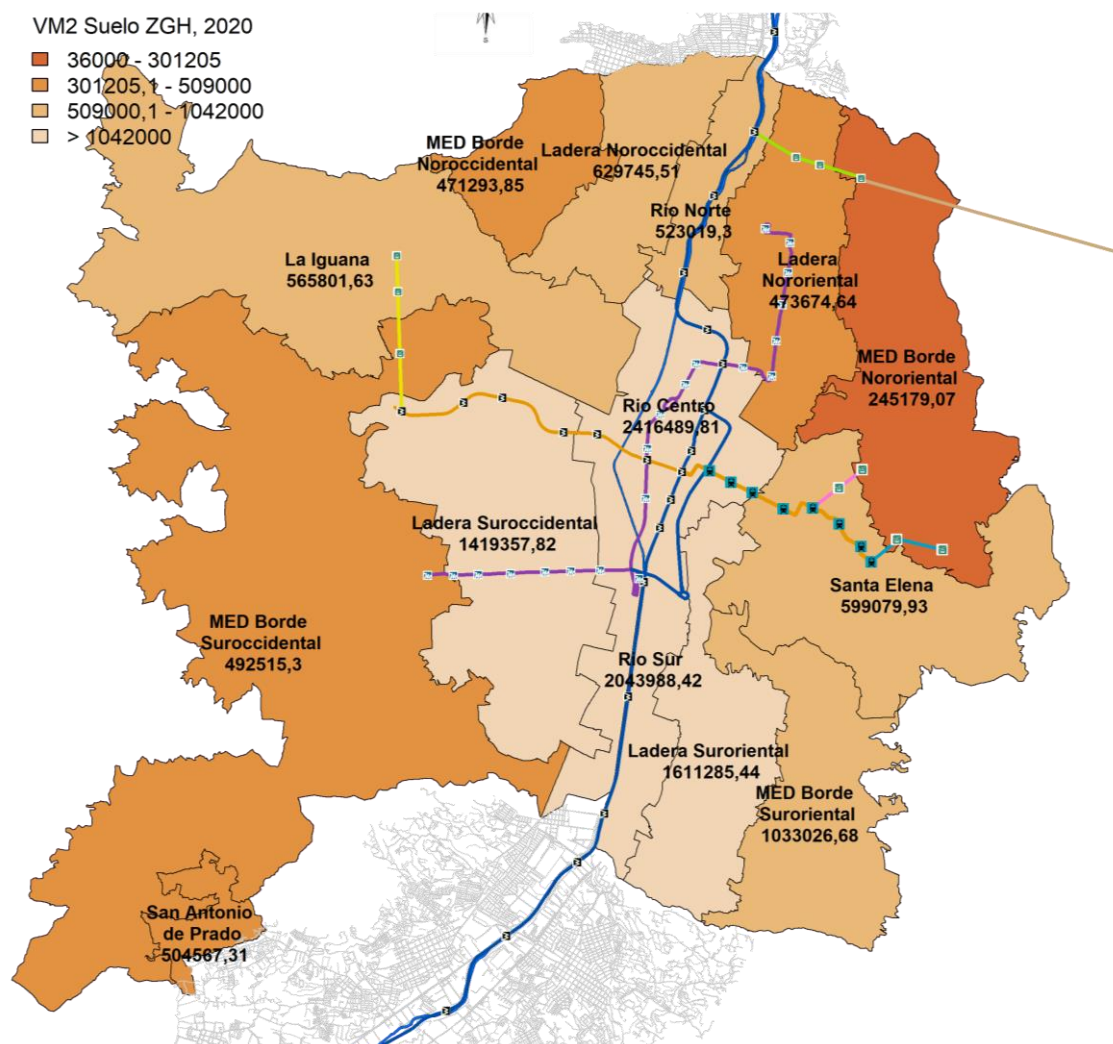 VM2 Suelo ZGH, 2020
36000 - 301205
301205,1 - 509000
509000,1 - 1042000
> 1042000
MED Borde
Noroccidental
471293,85
Ladera Noroccidental
629745,51
Río Norte
523019,3
La Iguana
565801,63
Ladera
Nororiental
473674,64
MED Borde
Nororiental
245179,07
Río Centro
2416489,81
Ladera Suroccidental
1419357,82
Santa Elena
599079,93
MED Borde
Suroccidental
492515,3
Río Sur
2043988,42
Ladera Suroriental
1611285,44
MED Borde
Suroriental
1033026,68
San Antonio
de Prado
504567,31